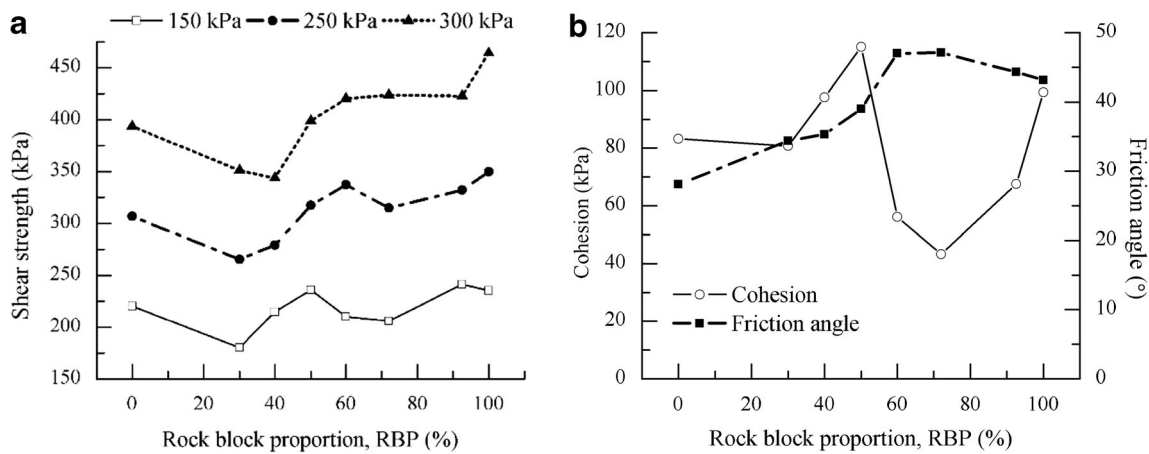 a
150 kPa 250 kPa 300 kPa
Shear strength (kPa)
450
400
350
300
250
200
150
0 20 40 60 80 100
Rock block proportion, RBP (%)
b
Cohesion (kPa)
120
100
80
60
40
20
0
Cohesion
Friction angle
50
40
30
20
10
0
Friction angle (°)
0 20 40 60 80 100
Rock block proportion, RBP (%)